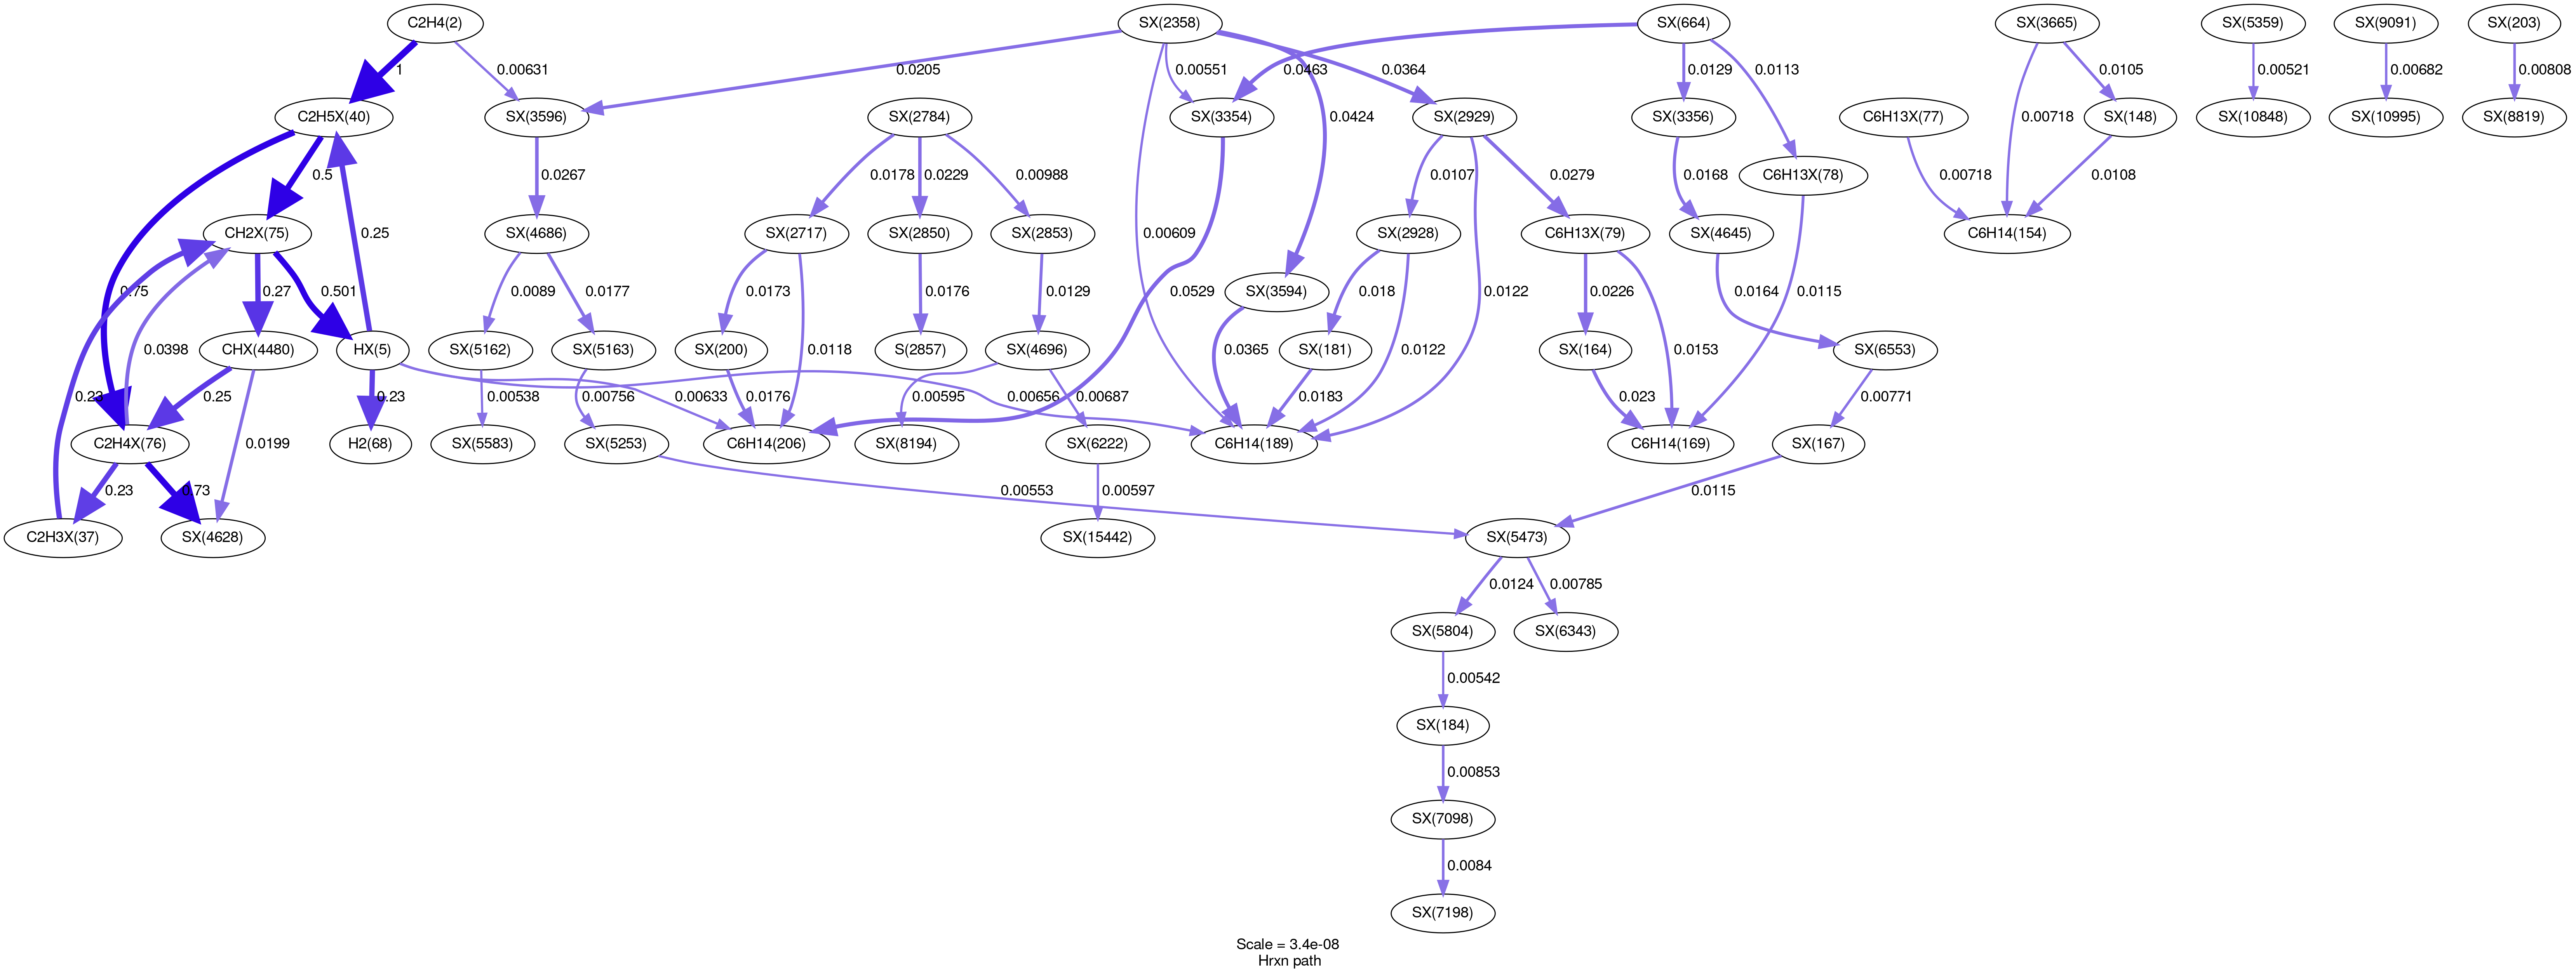 C2H4(2)
SX(2358)
SX(664)
SX(3665)
SX(5359)
SX(9091)
SX(203)
1
0.00631
0.0205
0.00551
0.0463
0.0364
0.0129
0.0113
0.0105
0.00521
0.00682
0.00808
C2H5X(40)
SX(3596)
SX(2784)
SX(3354)
0.0424
SX(2929)
SX(3356)
C6H13X(77)
0.00718
SX(148)
SX(10848)
SX(10995)
SX(8819)
0.5
0.0267
0.0178
0.0229
0.00988
0.0107
0.0279
0.0168
C6H13X(78)
0.00718
0.0108
CH2X(75)
0.25
SX(4686)
SX(2717)
SX(2850)
SX(2853)
0.00609
SX(2928)
C6H13X(79)
SX(4645)
C6H14(154)
0.75
0.27
0.501
0.0089
0.0177
0.0173
0.0176
0.0129
0.0529
SX(3594)
0.018
0.0122
0.0226
0.0115
0.0164
0.0398
CHX(4480)
HX(5)
SX(5162)
SX(5163)
SX(200)
0.0118
S(2857)
SX(4696)
0.0365
SX(181)
0.0122
SX(164)
0.0153
SX(6553)
0.23
0.25
0.23
0.00538
0.00756
0.00633
0.0176
0.00595
0.00656
0.00687
0.0183
0.023
0.00771
C2H4X(76)
0.0199
H2(68)
SX(5583)
SX(5253)
C6H14(206)
SX(8194)
SX(6222)
C6H14(189)
C6H14(169)
SX(167)
0.23
0.73
0.00553
0.00597
0.0115
C2H3X(37)
SX(4628)
SX(15442)
SX(5473)
0.0124
0.00785
SX(5804)
SX(6343)
0.00542
SX(184)
0.00853
SX(7098)
0.0084
SX(7198)
Scale = 3.4e-08
Hrxn path